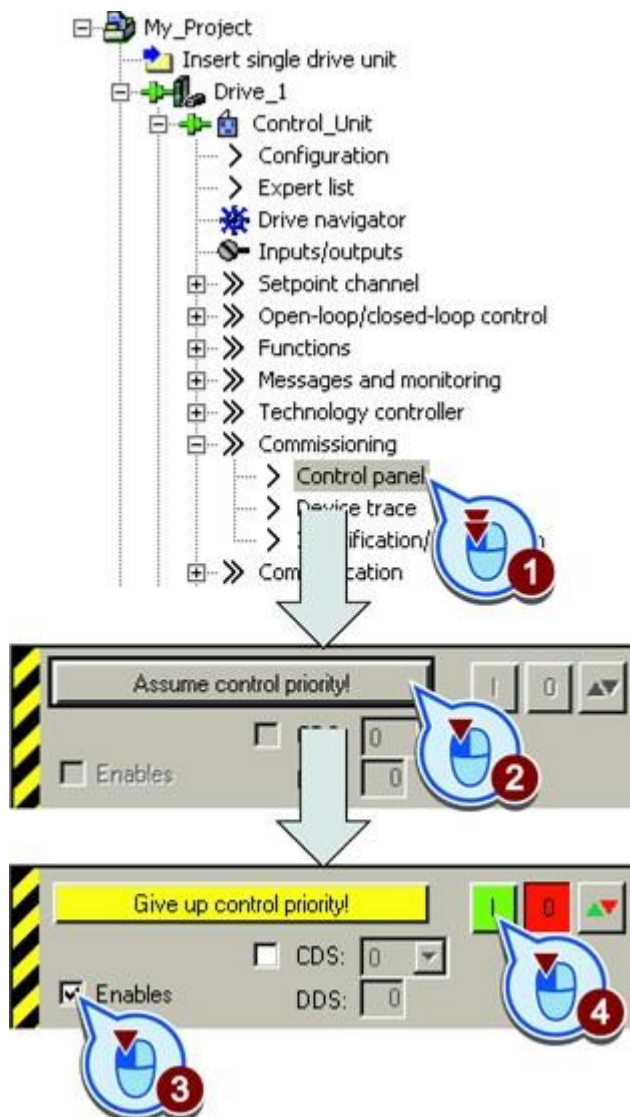 My_Project
Insert single drive unit
Drive_1
Control_Unit
Configuration
Expert list
Drive navigator
Inputs/outputs
Setpoint channel
Open-loop/closed-loop control
Functions
Messages and monitoring
Technology controller
Commissioning
Control panel
Device trace
1
Assume control priority!
I 0
0
2
Enables
0
Give up control priority!
I 0
CDS: 0
Enables
DDS: 0
4
3